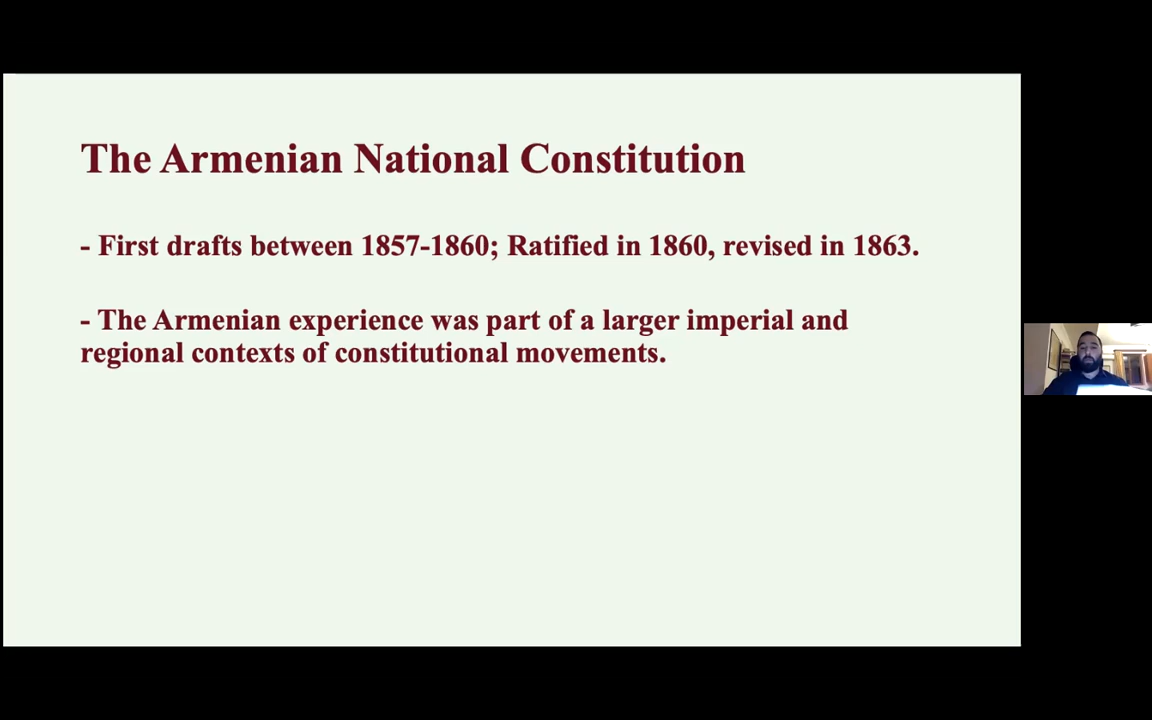 The Armenian National Constitution
- First drafts between 1857-1860; Ratified in 1860, revised in 1863.
- The Armenian experience was part of a larger imperial and
regional contexts of constitutional movements.